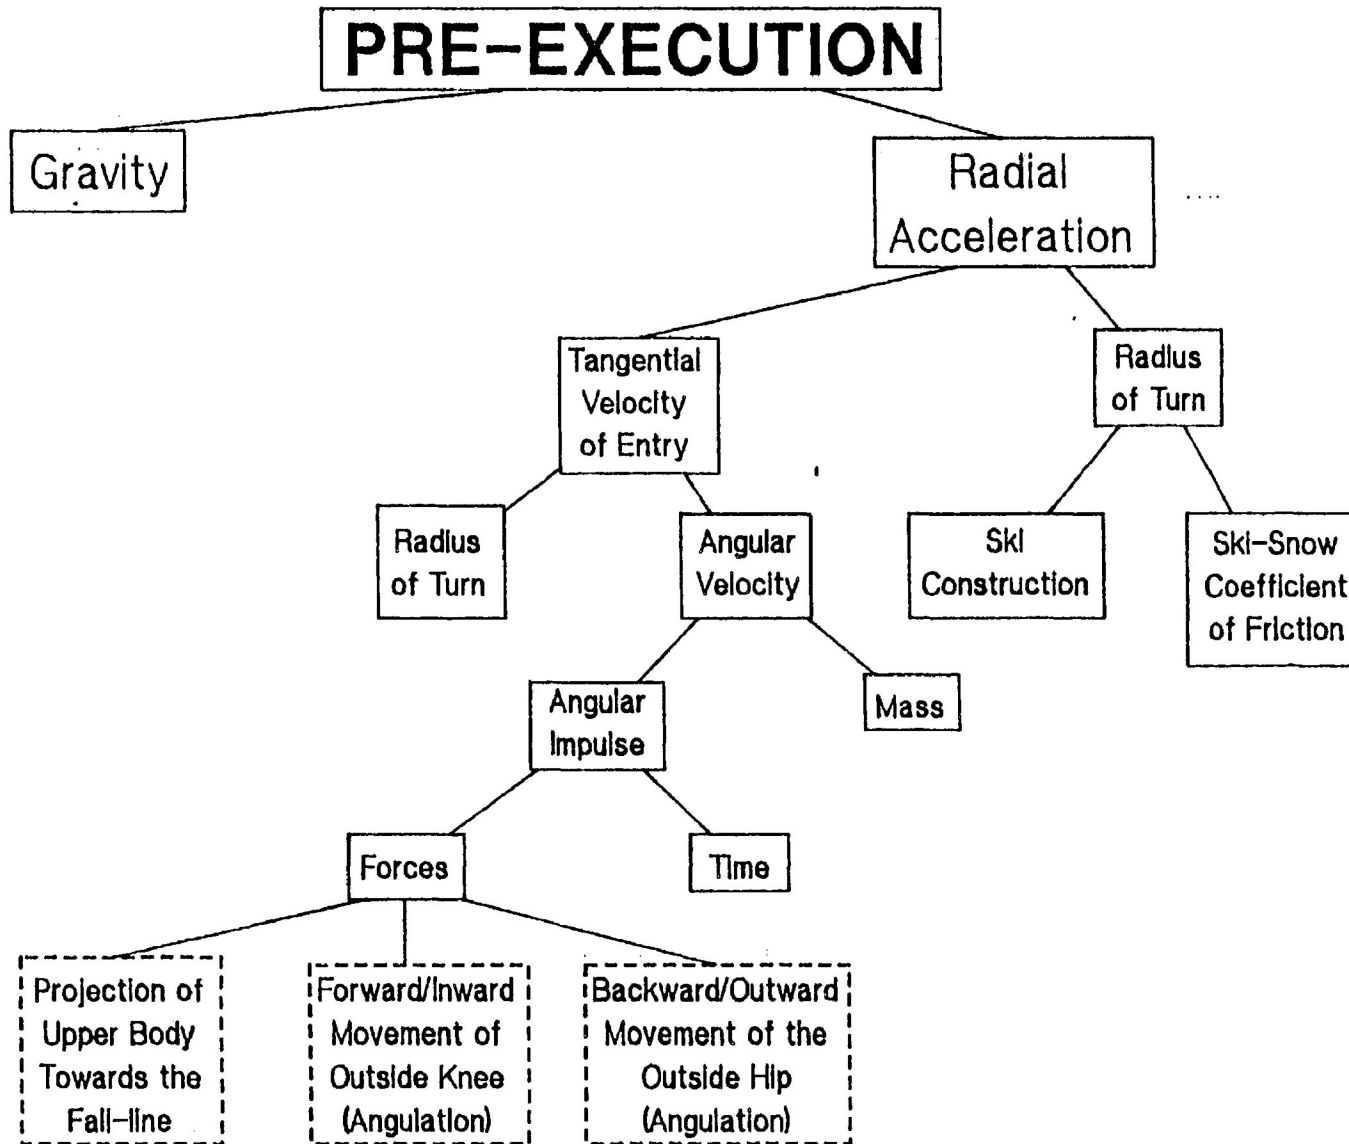 PRE-EXECUTION
Gravity
Radial
Acceleration
Tangential
Velocity
of Entry
Radius
of Turn
Radius
of Turn
Angular
Velocity
Ski
Construction
Ski-Snow
Coefficient
of Friction
Angular
Impulse
Mass
Forces
Time
Projection of
Upper Body
Towards the
Fall-line
Forward/Inward
Movement of
Outside Knee
(Angulation)
Backward/Outward
Movement of the
Outside Hip
(Angulation)